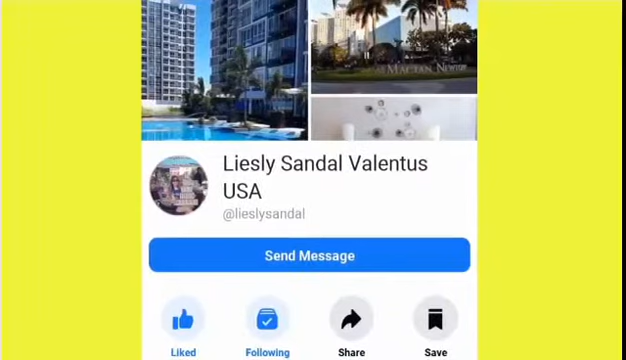 MACTAN NEWTOWN
Liesly Sandal Valentus
USA
@lieslysandal
Send Message
Liked
Following
Share
Save